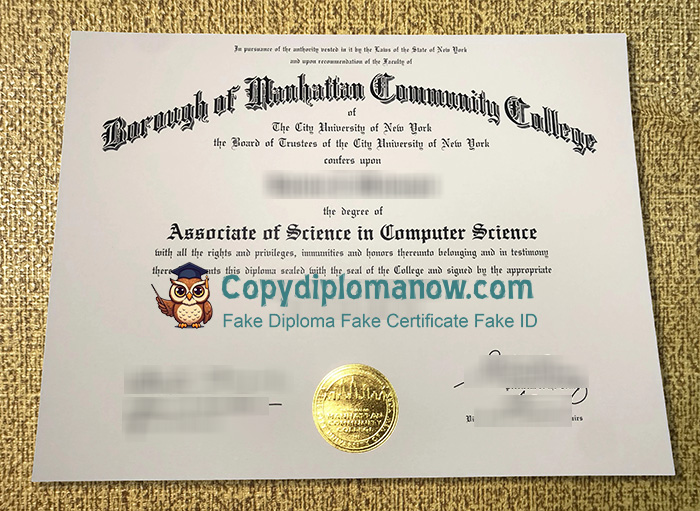 In pursuance of the authority vested in it by the Laws of the State of New York
and upon recommendation of the Faculty of
Borough of Manhattan Community College
of
The City University of New York
the Board of Trustees of the City University of New York
confers upon
the degree of
Associate of Science in Computer Science
with all the rights and privileges, immunities and honors thereunto belonging and in testimony
this diploma sealed with the seal of the College and signed by the appropriate
Copydiplomanow.com
Fake Diploma Fake Certificate Fake ID
MANHATTAN
COMMUNITY
COLLEGE